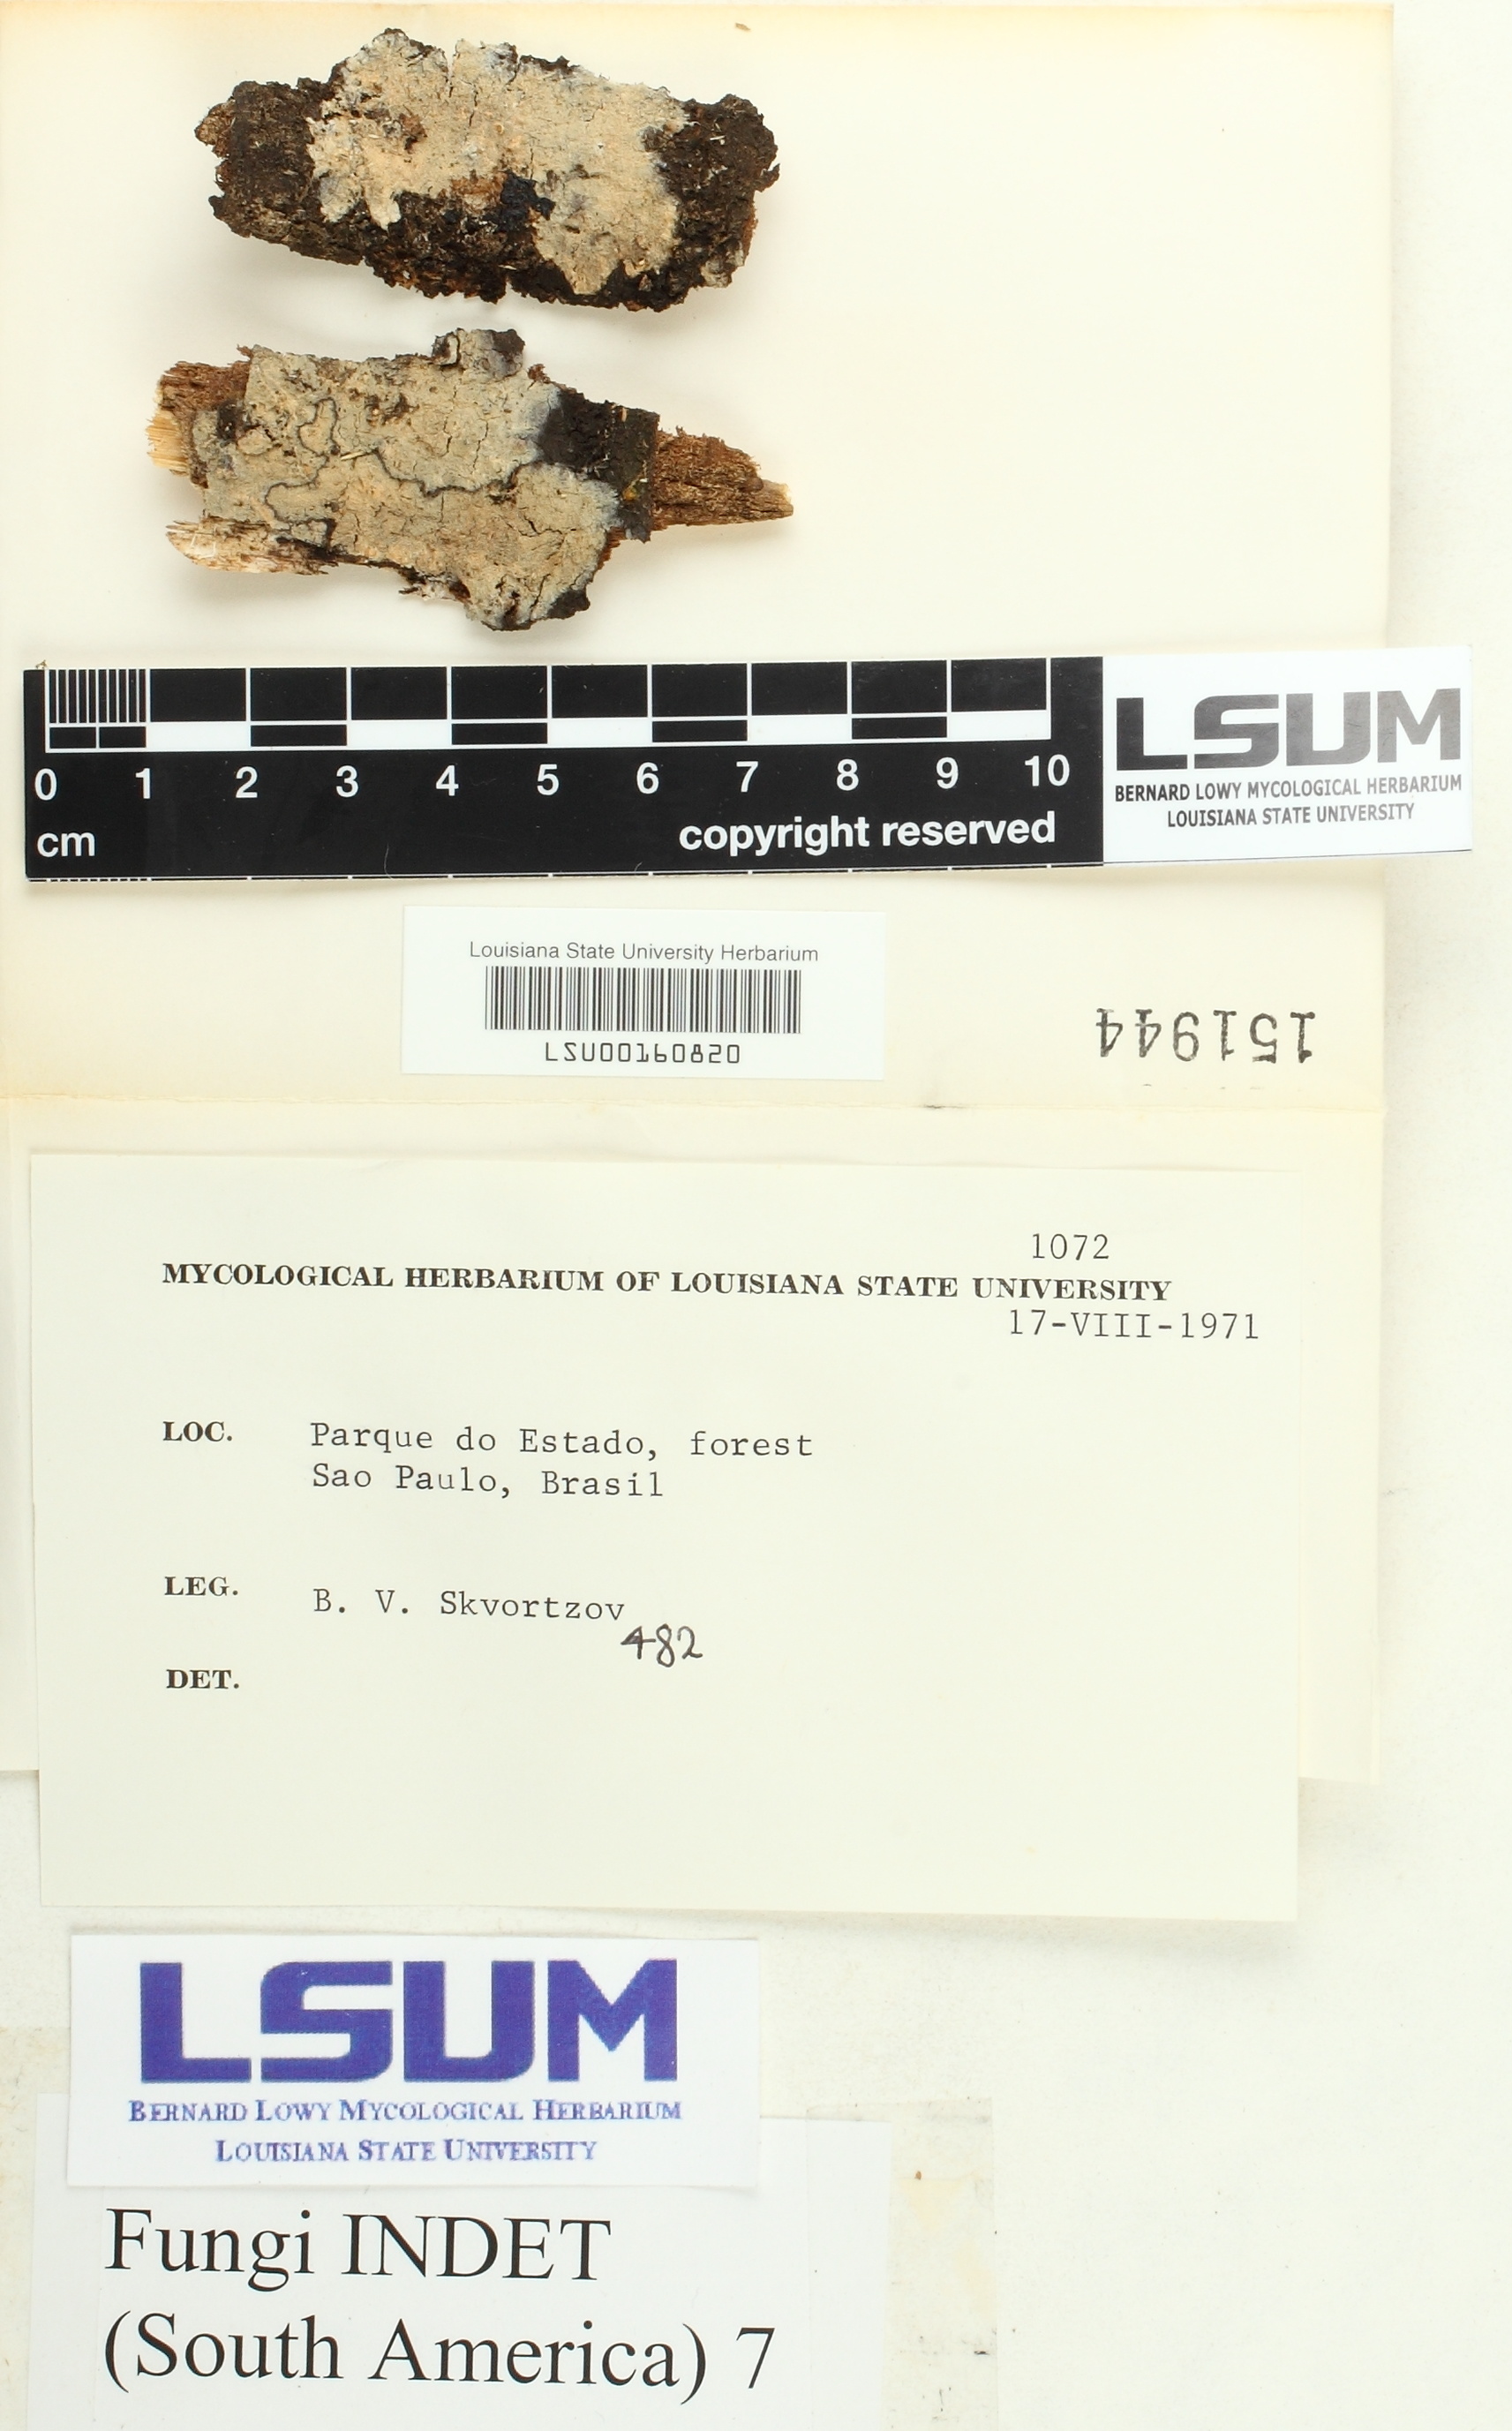 0 1 2 3 4 5 6 7 8 9 10
cm
copyright reserved
LSUM
BERNARD LOWY MYCOLOGICAL HERBARIUM
LOUISIANA STATE UNIVERSITY
Louisiana State University Herbarium
LSU00160820
151944
1072
MYCOLOGICAL HERBARIUM OF LOUISIANA STATE UNIVERSITY
17-VIII-1971
LOC. Parque do Estado, forest
Sao Paulo, Brasil
LEG. B. V. Skvortzov
482
DET.
LSUM
BERNARD LOWY MYCOLOGICAL HERBARIUM
LOUISIANA STATE UNIVERSITY
Fungi INDET
(South America) 7